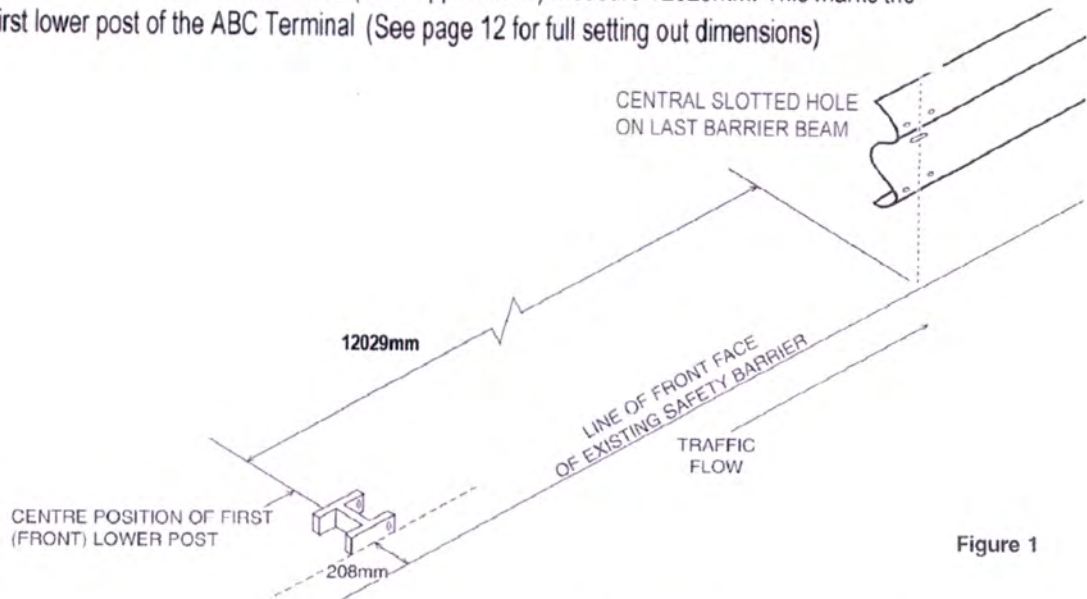 first lower post of the ABC Terminal (See page 12 for full setting out dimensions)
CENTRAL SLOTTED HOLE
ON LAST BARRIER BEAM
12029mm
LINE OF FRONT FACE
OF EXISTING SAFETY BARRIER
TRAFFIC
FLOW
CENTRE POSITION OF FIRST
(FRONT) LOWER POST
208mm
Figure 1